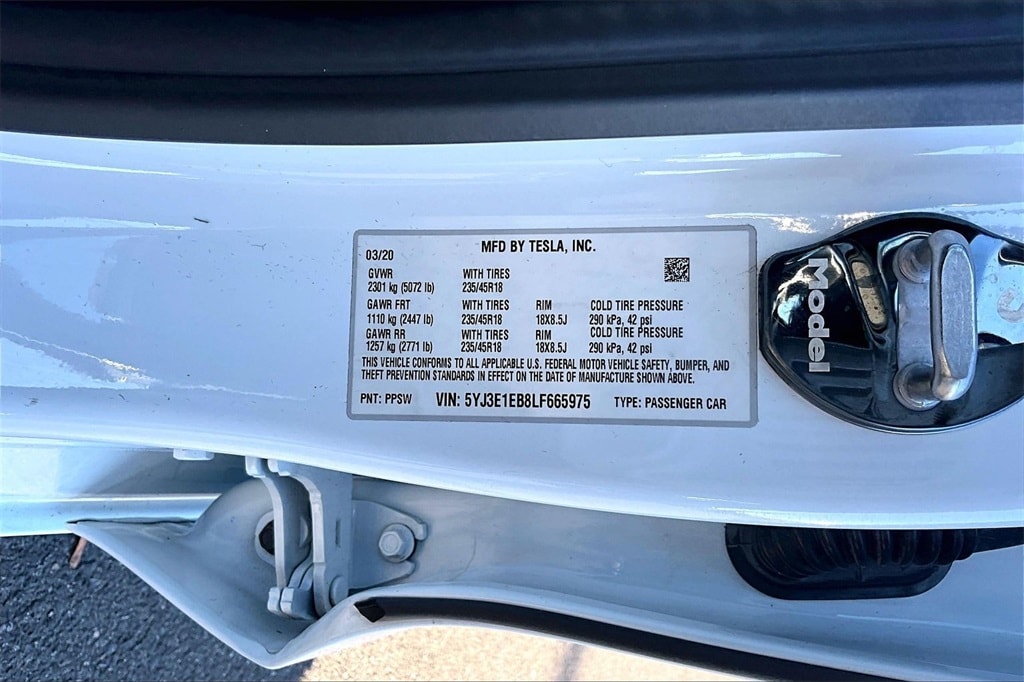 MFD BY TESLA, INC.
03/20
GVWR WITH TIRES
2301 kg (5072 lb) 235/45R18
GAWR FRT WITH TIRES RIM COLD TIRE PRESSURE
1110 kg (2447 lb) 235/45R18 18X8.5J 290 kPa, 42 psi
GAWR RR WITH TIRES RIM COLD TIRE PRESSURE
1257 kg (2771 lb) 235/45R18 18X8.5J 290 kPa, 42 psi
THIS VEHICLE CONFORMS TO ALL APPLICABLE U.S. FEDERAL MOTOR VEHICLE SAFETY, BUMPER, AND
THEFT PREVENTION STANDARDS IN EFFECT ON THE DATE OF MANUFACTURE SHOWN ABOVE.
PNT: PPSW VIN: 5YJ3E1EB8LF665975 TYPE: PASSENGER CAR
Model